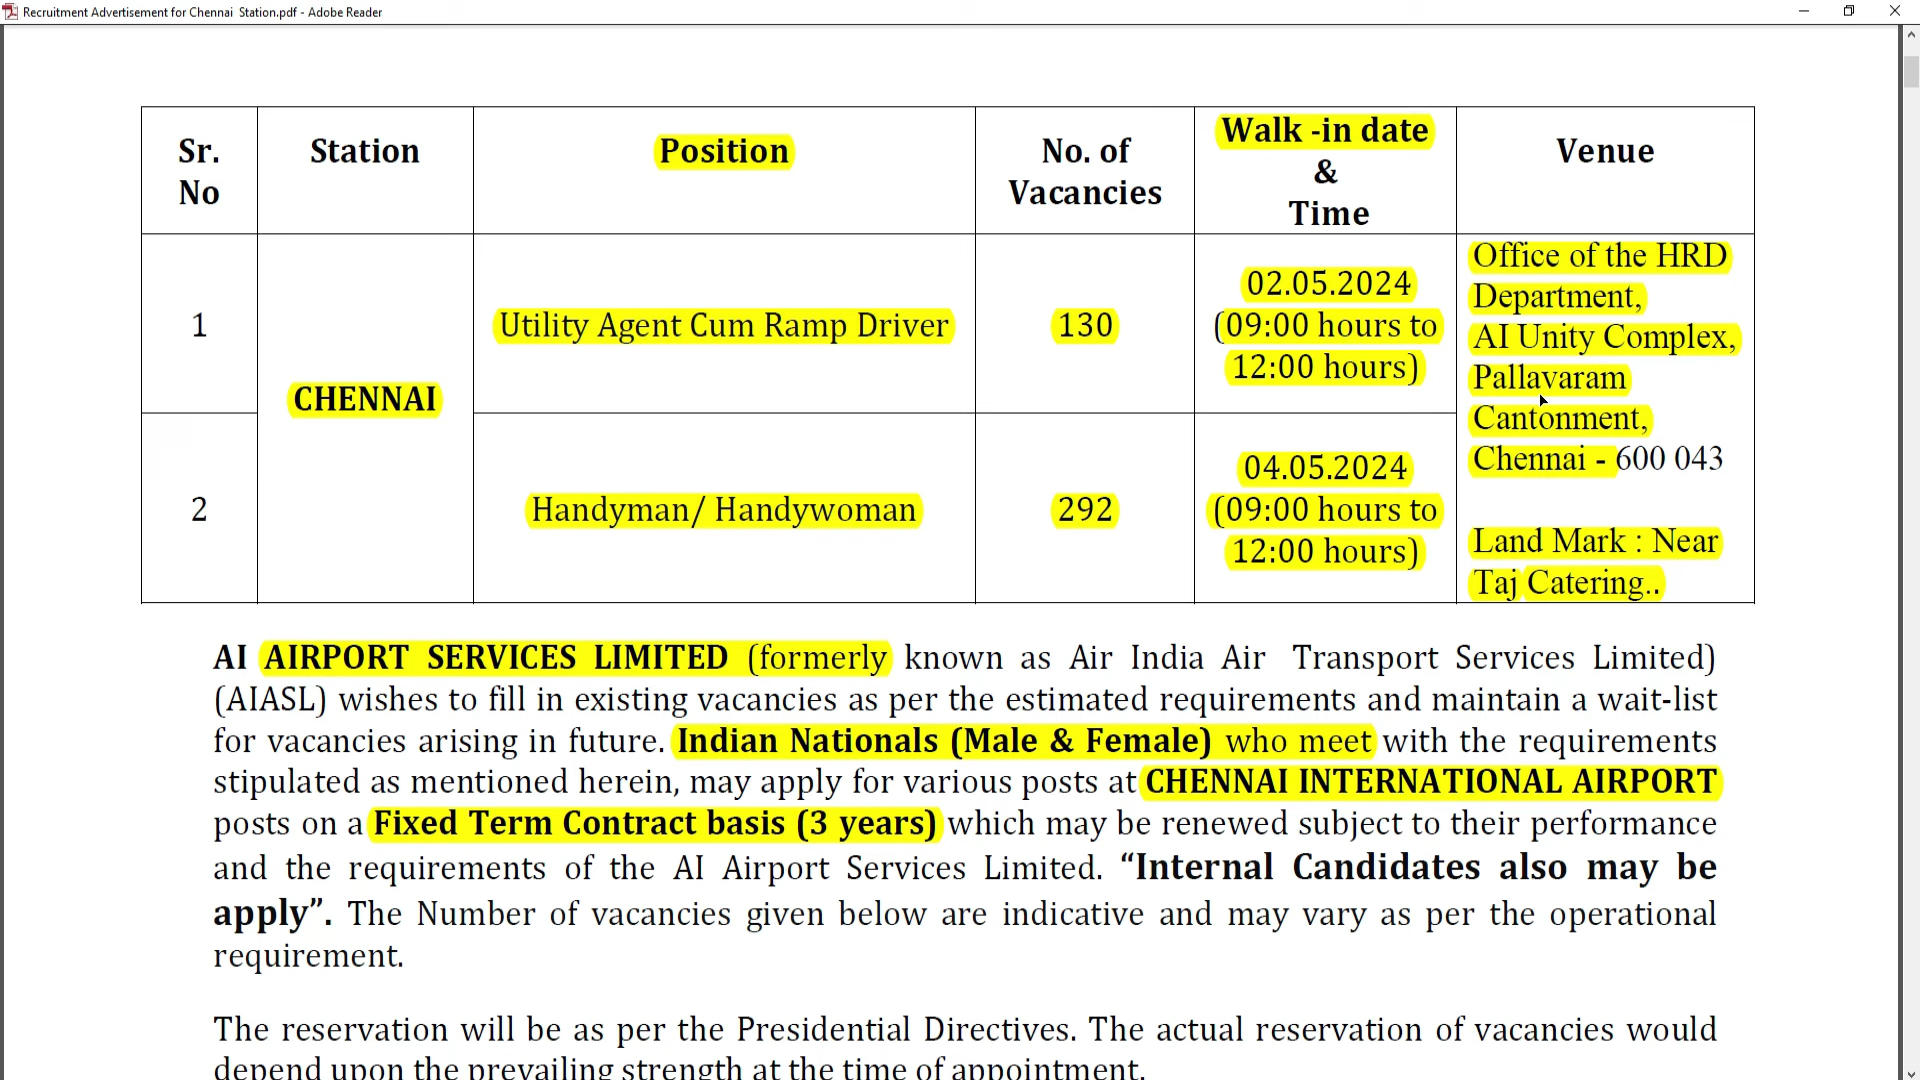 Recruitment Advertisement for Chennai Station.pdf - Adobe Reader
Sr.
No
Station
Position
No. of
Vacancies
Walk -in date
&
Time
Venue
1
CHENNAI
Utility Agent Cum Ramp Driver
130
02.05.2024
(09:00 hours to
12:00 hours)
Office of the HRD
Department,
AI Unity Complex,
Pallavaram
Cantonment,
Chennai - 600 043
Land Mark : Near
Taj Catering..
2
Handyman/ Handywoman
292
04.05.2024
(09:00 hours to
12:00 hours)
AI AIRPORT SERVICES LIMITED (formerly known as Air India Air Transport Services Limited)
(AIASL) wishes to fill in existing vacancies as per the estimated requirements and maintain a wait-list
for vacancies arising in future. Indian Nationals (Male & Female) who meet with the requirements
stipulated as mentioned herein, may apply for various posts at CHENNAI INTERNATIONAL AIRPORT
posts on a Fixed Term Contract basis (3 years) which may be renewed subject to their performance
and the requirements of the AI Airport Services Limited. “Internal Candidates also may be
apply”. The Number of vacancies given below are indicative and may vary as per the operational
requirement.
The reservation will be as per the Presidential Directives. The actual reservation of vacancies would
depend upon the prevailing strength at the time of appointment.